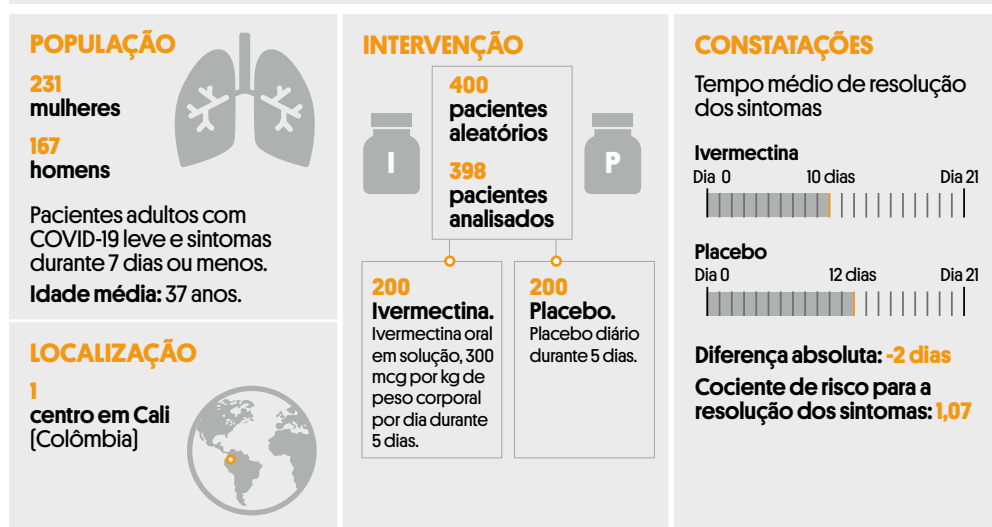 POPULAÇÃO
231
mulheres
167
homens
Pacientes adultos com
COVID-19 leve e sintomas
durante 7 dias ou menos.
Idade média: 37 anos.
LOCALIZAÇÃO
1
centro em Cali
(Colômbia)
INTERVENÇÃO
400
pacientes
aleatórios
398
pacientes
analisados
I
P
200
Ivermectina.
Ivermectina oral
em solução, 300
mcg por kg de
peso corporal
por dia durante
5 dias.
200
Placebo.
Placebo diário
durante 5 dias.
CONSTATAÇÕES
Tempo médio de resolução
dos sintomas
Ivermectina
Dia 0 10 dias Dia 21
Placebo
Dia 0 12 dias Dia 21
Diferença absoluta: -2 dias
Cociente de risco para a
resolução dos sintomas: 1,07